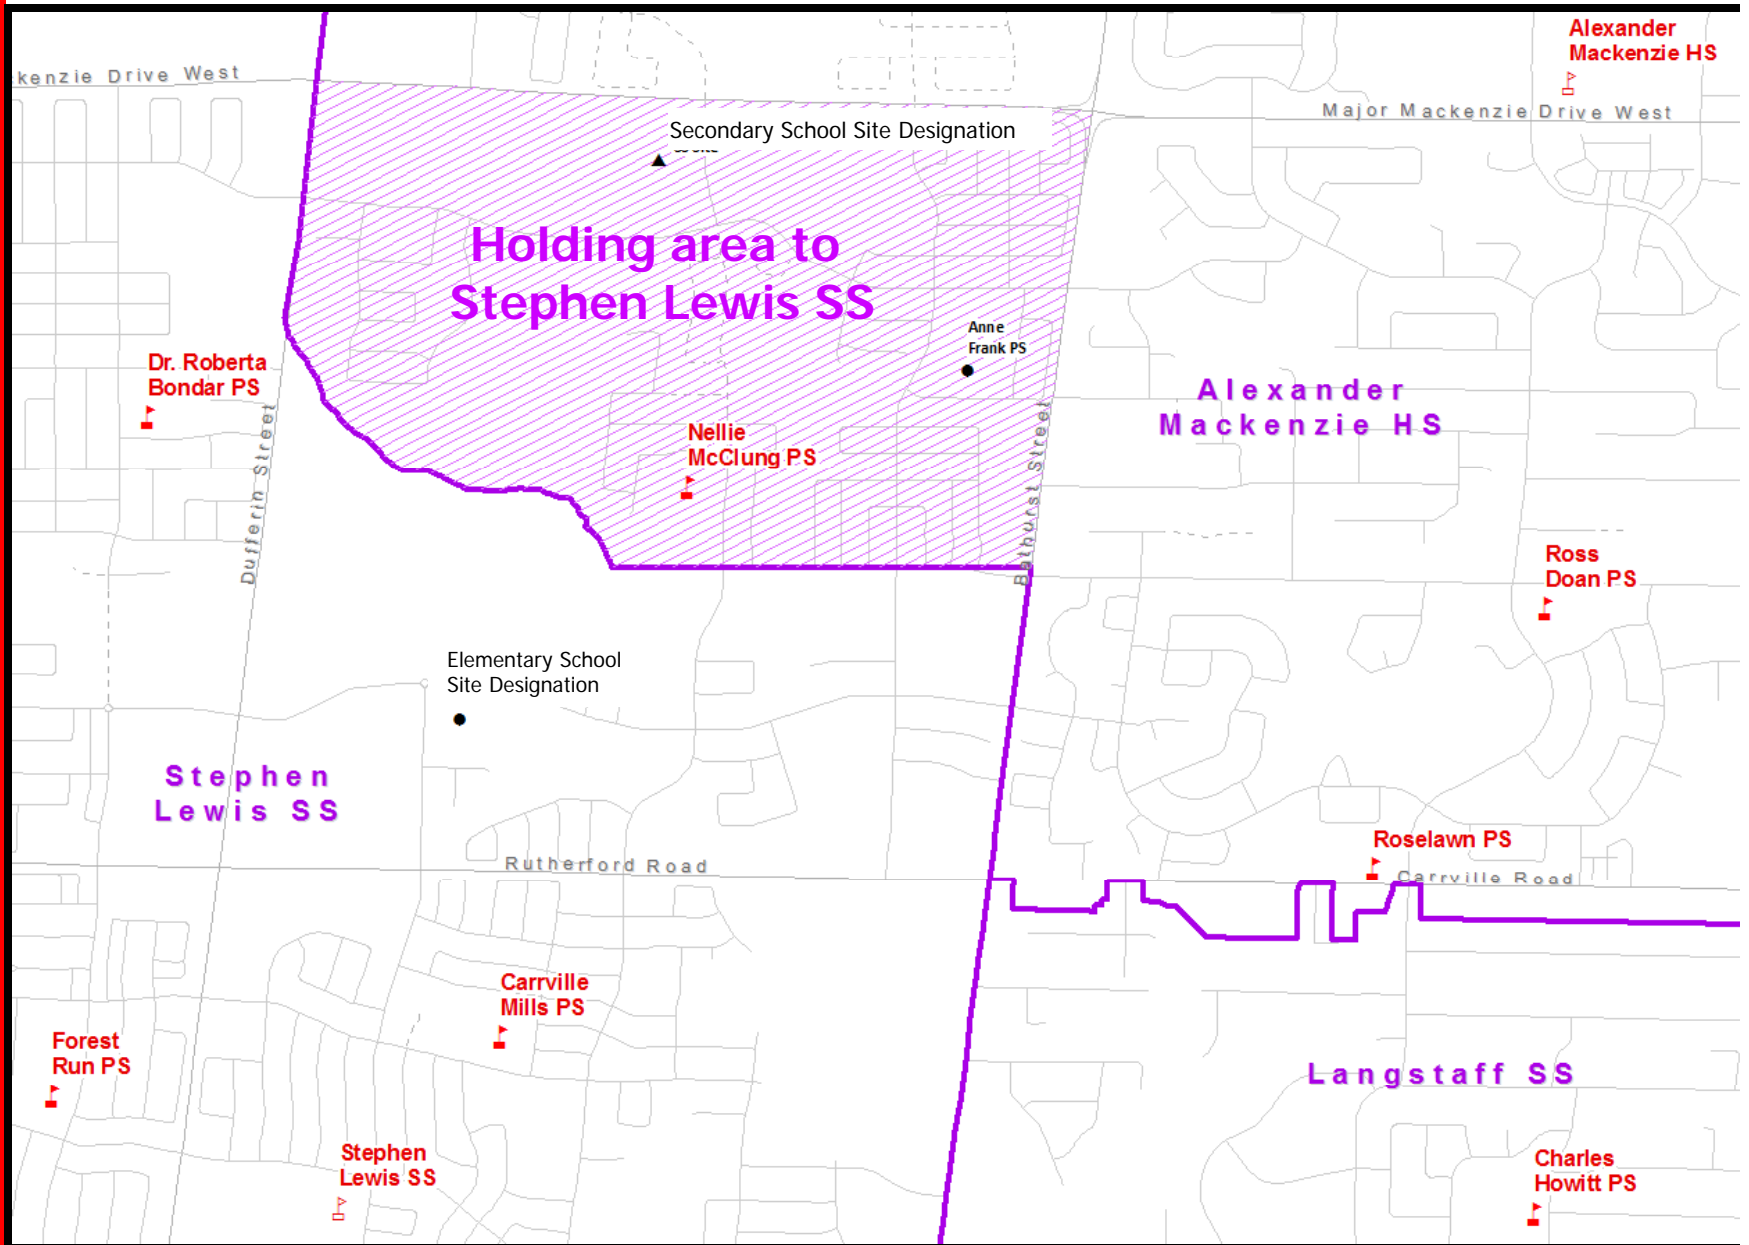 Alexander
Mackenzie HS
kenzie Drive West
Major Mackenzie Drive West
Secondary School Site Designation
Holding area to
Stephen Lewis SS
Anne
Frank PS
Dr. Roberta
Bondar PS
Alexander
Mackenzie HS
Nellie
McClung PS
Dufferin Street
Bathurst Street
Ross
Doan PS
Elementary School
Site Designation
Stephen
Lewis SS
Roselawn PS
Rutherford Road
Carrville Road
Carrville
Mills PS
Forest
Run PS
Langstaff SS
Stephen
Lewis SS
Charles
Howitt PS